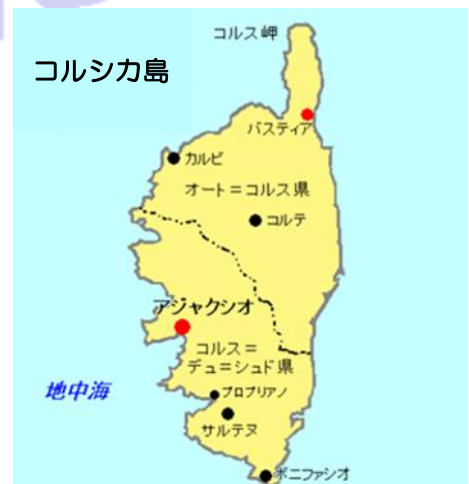 コルス岬
コルシカ島
バスティア
カルビ
オート=コルス県
コルテ
アジャクシオ
コルス=
デュ=シュド県
地中海
プロプリアノ
サルテヌ
ボニファシオ